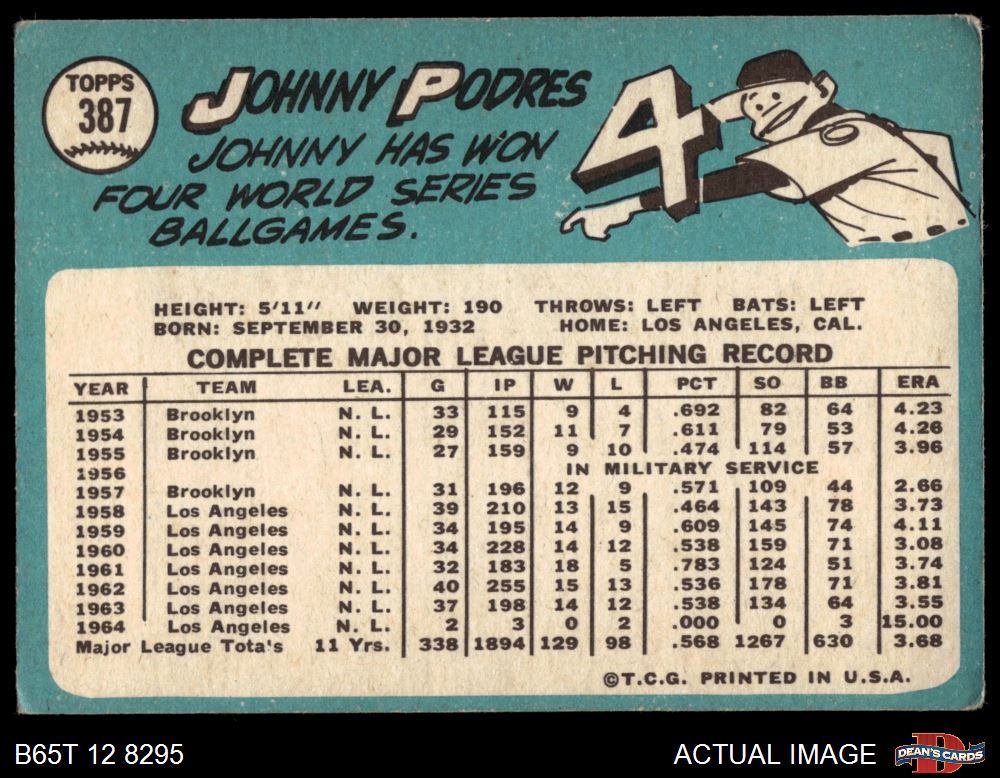 TOPPS
387
JOHNNY PODRES
JOHNNY HAS WON
FOUR WORLD SERIES
BALLGAMES.
4
HEIGHT: 5'11" WEIGHT: 190 THROWS: LEFT BATS: LEFT
BORN: SEPTEMBER 30, 1932 HOME: LOS ANGELES, CAL.
COMPLETE MAJOR LEAGUE PITCHING RECORD
YEAR TEAM LEA. G IP W L PCT SO BB ERA
1953 Brooklyn N. L. 33 115 9 4 .692 82 64 4.23
1954 Brooklyn N. L. 29 152 11 7 .611 79 53 4.26
1955 Brooklyn N. L. 27 159 9 10 .474 114 57 3.96
1956 IN MILITARY SERVICE
1957 Brooklyn N. L. 31 196 12 9 .571 109 44 2.66
1958 Los Angeles N. L. 39 210 13 15 .464 143 78 3.73
1959 Los Angeles N. L. 34 195 14 9 .609 145 74 4.11
1960 Los Angeles N. L. 34 228 14 12 .538 159 71 3.08
1961 Los Angeles N. L. 32 183 18 5 .783 124 51 3.74
1962 Los Angeles N. L. 40 255 15 13 .536 178 71 3.81
1963 Los Angeles N. L. 37 198 14 12 .538 134 64 3.55
1964 Los Angeles N. L. 2 3 0 2 .000 0 3 15.00
Major League Tota's 11 Yrs. 338 1894 129 98 .568 1267 630 3.68
©T.C.G. PRINTED IN U.S.A.
B65T 12 8295 ACTUAL IMAGE DEAN'S CARDS